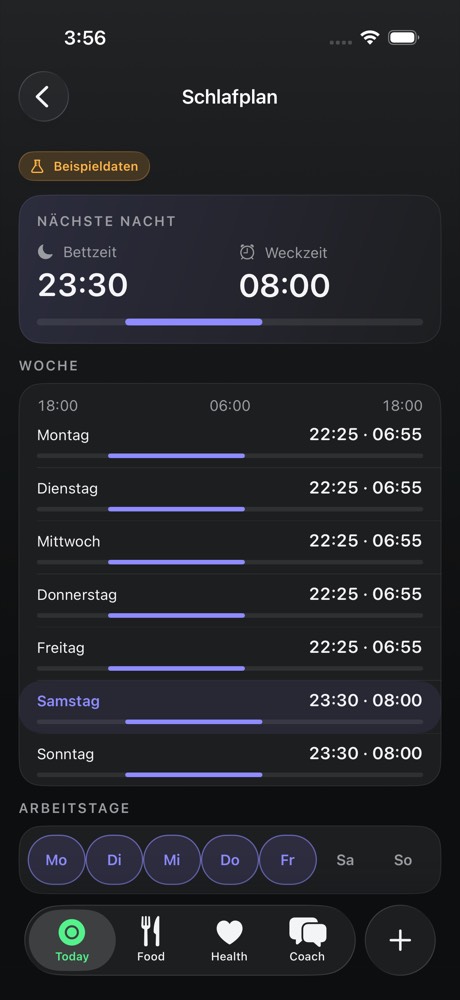 3:56
Schlafplan
Beispieldaten
NÄCHSTE NACHT
Bettzeit Weckzeit
23:30 08:00
WOCHE
18:00 06:00 18:00
Montag 22:25 · 06:55
Dienstag 22:25 · 06:55
Mittwoch 22:25 · 06:55
Donnerstag 22:25 · 06:55
Freitag 22:25 · 06:55
Samstag 23:30 · 08:00
Sonntag 23:30 · 08:00
ARBEITSTAGE
Mo Di Mi Do Fr Sa So
Today Food Health Coach